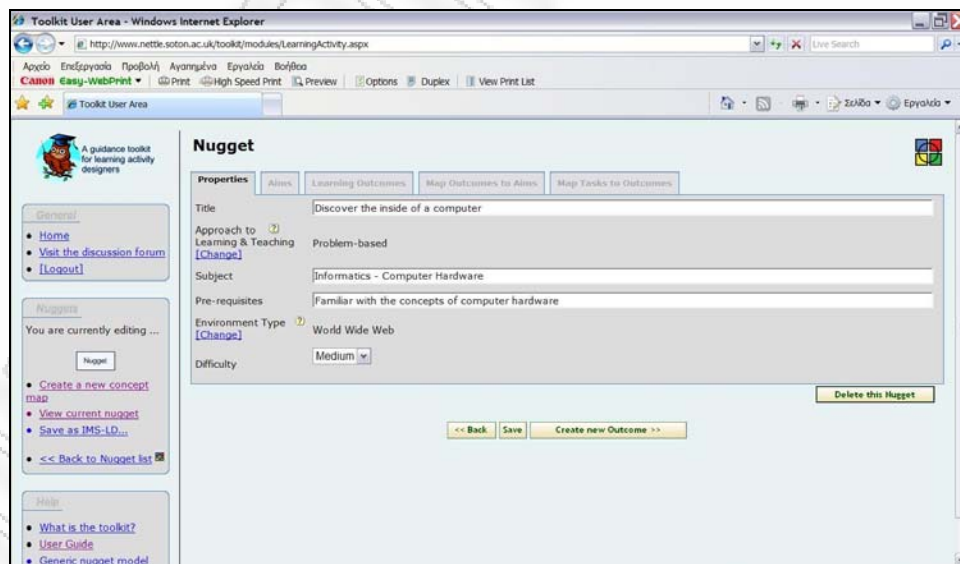 Toolkit User Area - Windows Internet Explorer
http://www.nettle.soton.ac.uk/toolkit/modules/LearningActivity.aspx
Live Search
Αρχείο Επεξεργασία Προβολή Αγαπημένα Εργαλεία Βοήθεια
Canon Easy-WebPrint Print High Speed Print Preview Options Duplex View Print List
Toolkit User Area
Σελίδα Εργαλεία
A guidance toolkit
for learning activity
designers
General
Home
Visit the discussion forum
[Logout]
Nuggets
You are currently editing ...
Nugget
Create a new concept
map
View current nugget
Save as IMS-LD...
<< Back to Nugget list
Help
What is the toolkit?
User Guide
Generic nugget model
Nugget
Properties Aims Learning Outcomes Map Outcomes to Aims Map Tasks to Outcomes
Title Discover the inside of a computer
Approach to
Learning & Teaching Problem-based
[Change]
Subject Informatics - Computer Hardware
Pre-requisites Familiar with the concepts of computer hardware
Environment Type World Wide Web
[Change]
Difficulty Medium
Delete this Nugget
<< Back Save Create new Outcome >>